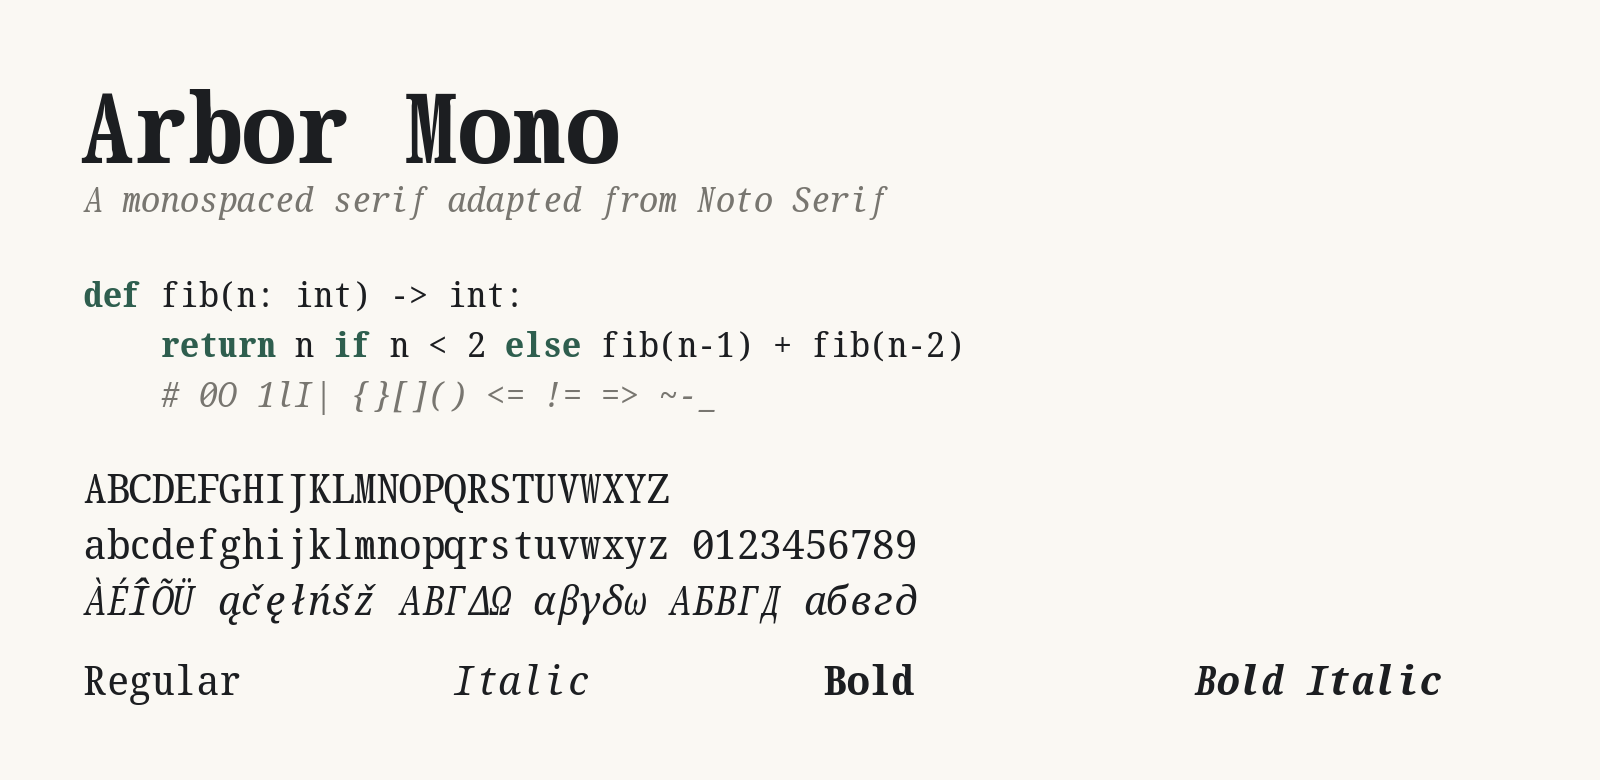 Arbor Mono
A monospaced serif adapted from Noto Serif
def fib(n: int) -> int:
    return n if n < 2 else fib(n-1) + fib(n-2)
    # 0O 1lI| {}[]() <= != => ~-_
ABCDEFGHIJKLMNOPQRSTUVWXYZ
abcdefghijklmnopqrstuvwxyz 0123456789
ÀÉÎÕÜ ąčęłńšž ΑΒΓΔΩ αβγδω АБВГД абвгд
Regular Italic Bold Bold Italic